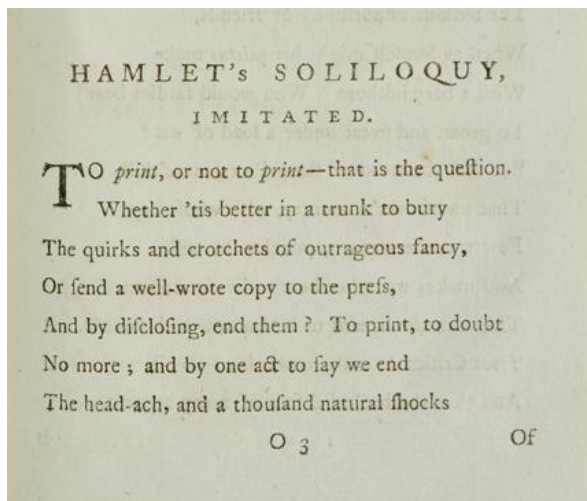 HAMLET's SOLILOQUY,
IMITATED.
TO print, or not to print—that is the queſtion.
Whether 'tis better in a trunk to bury
The quirks and crotchets of outrageous fancy,
Or ſend a well-wrote copy to the preſs,
And by diſcloſing, end them? To print, to doubt
No more; and by one act to ſay we end
The head-ach, and a thouſand natural ſhocks
O 3 Of